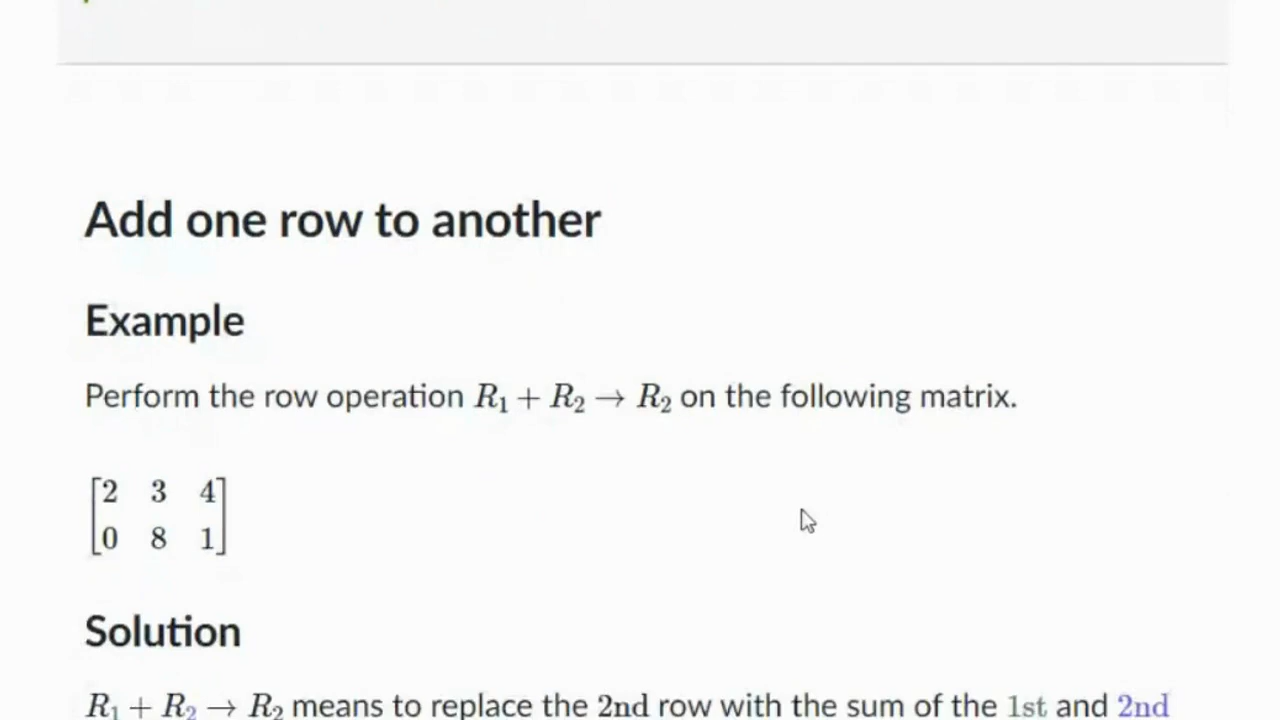 Add one row to another
Example
Perform the row operation R₁ + R₂ → R₂ on the following matrix.
[2 3 4]
[0 8 1]
Solution
R₁ + R₂ → R₂ means to replace the 2nd row with the sum of the 1st and 2nd